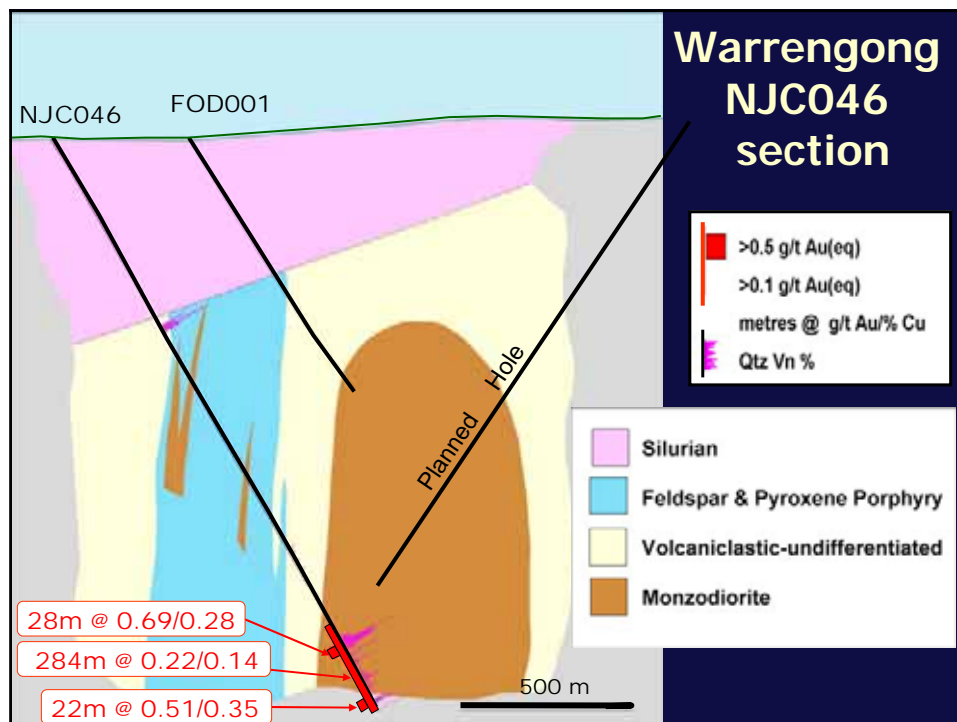 Warrengong
NJC046
section
NJC046
FOD001
Planned Hole
>0.5 g/t Au(eq)
>0.1 g/t Au(eq)
metres @ g/t Au/% Cu
Qtz Vn %
Silurian
Feldspar & Pyroxene Porphyry
Volcaniclastic-undifferentiated
Monzodiorite
28m @ 0.69/0.28
284m @ 0.22/0.14
22m @ 0.51/0.35
500 m